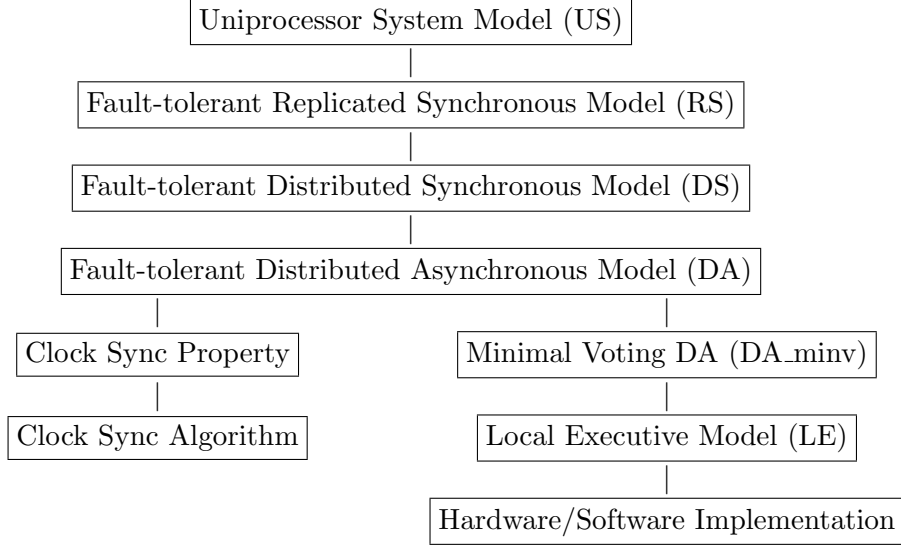 Uniprocessor System Model (US)
Fault-tolerant Replicated Synchronous Model (RS)
Fault-tolerant Distributed Synchronous Model (DS)
Fault-tolerant Distributed Asynchronous Model (DA)
Clock Sync Property
Minimal Voting DA (DA_minv)
Clock Sync Algorithm
Local Executive Model (LE)
Hardware/Software Implementation